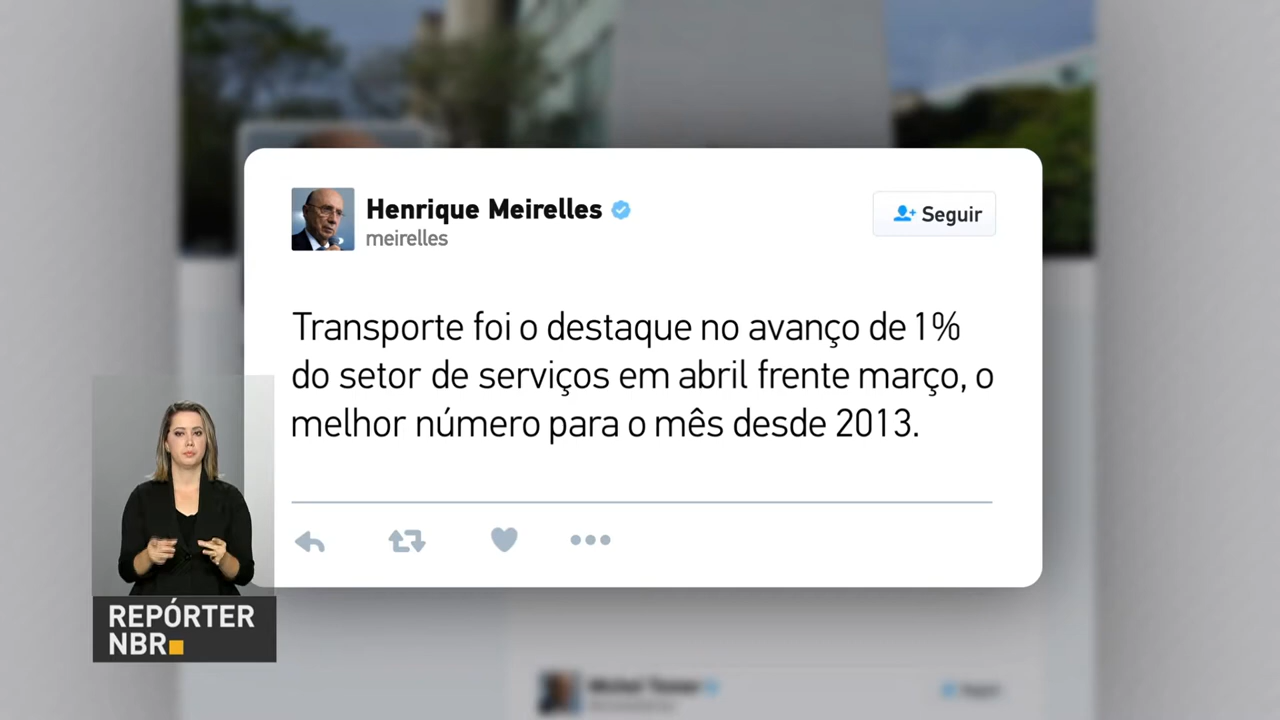 Henrique Meirelles
meirelles
Seguir
Transporte foi o destaque no avanço de 1%
do setor de serviços em abril frente março, o
melhor número para o mês desde 2013.
REPÓRTER
NBR